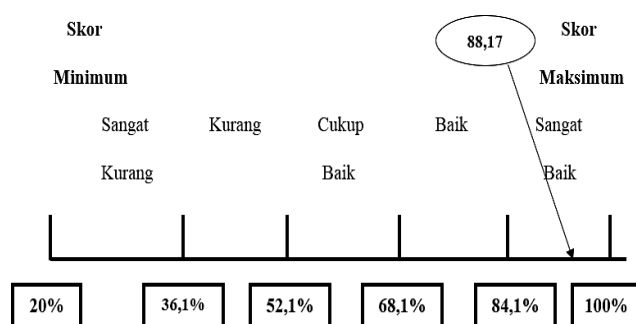 Skor Minimum
88,17
Skor Maksimum
Sangat Kurang
Kurang
Cukup Baik
Baik
Sangat Baik
20%
36,1%
52,1%
68,1%
84,1%
100%